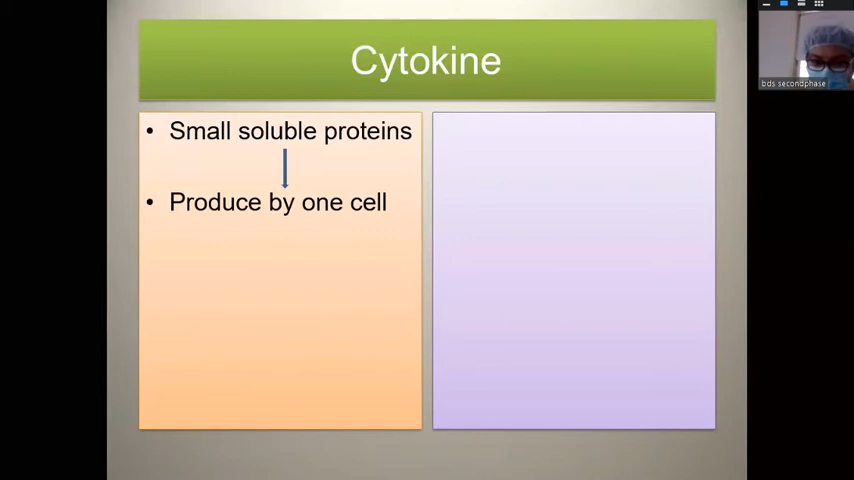 Cytokine
• Small soluble proteins
• Produce by one cell
bds secondphase